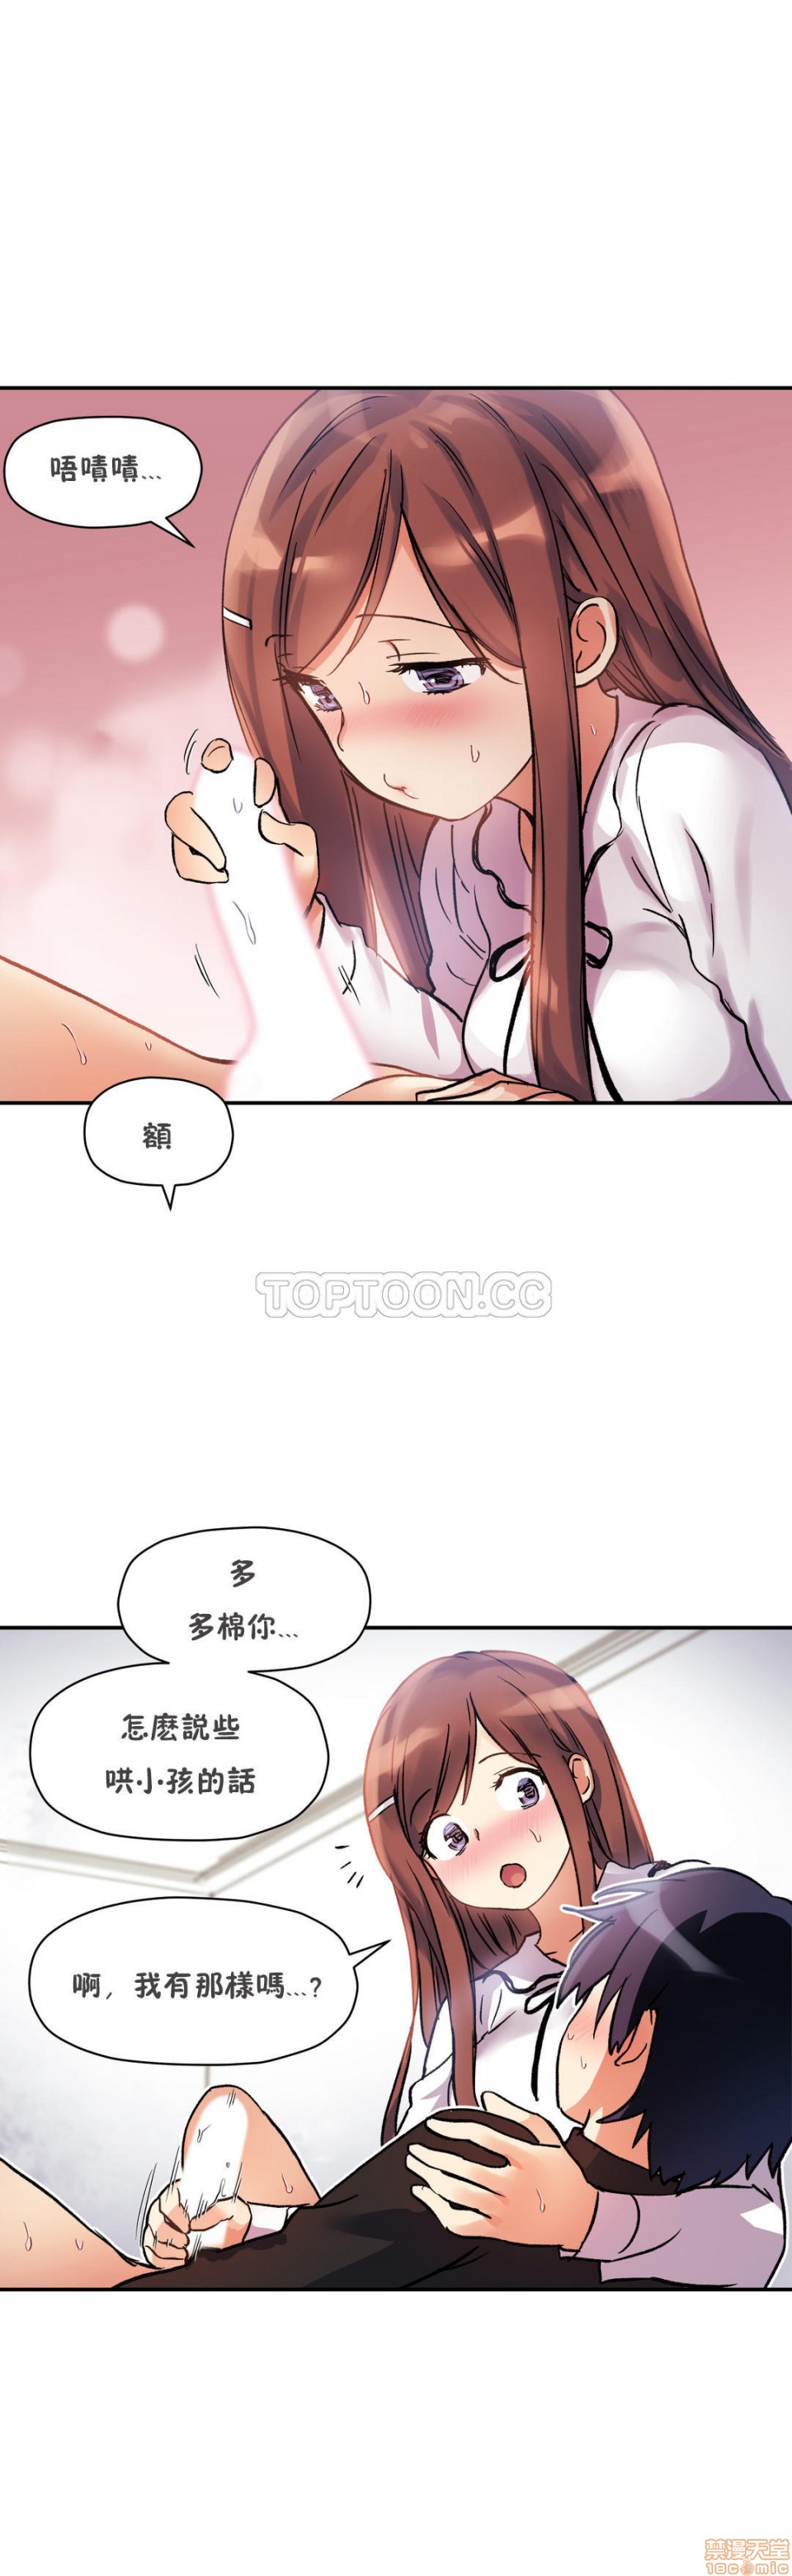 唔嘖嘖...
額
TOPTOON.CC
多
多棉你...
怎麼說些
哄小孩的話
啊，我有那樣嗎...?
禁漫天堂
18comic